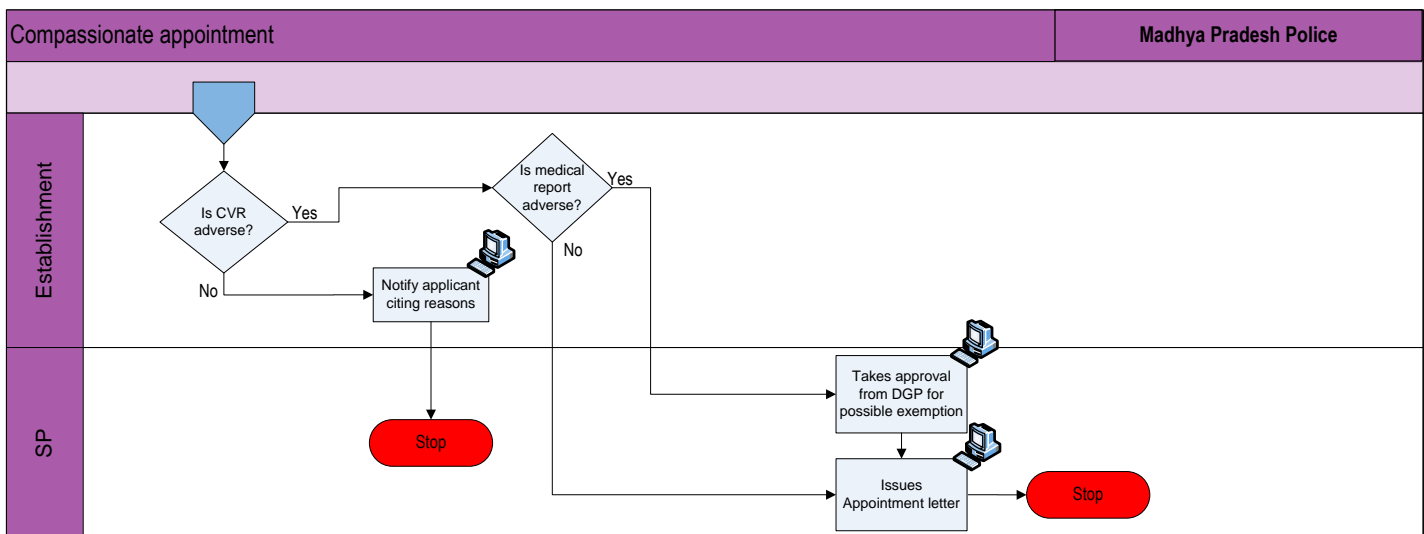 Compassionate appointment
Madhya Pradesh Police
Establishment
Is CVR
adverse?
Yes
No
Is medical
report
adverse?
Yes
No
Notify applicant
citing reasons
SP
Stop
Takes approval
from DGP for
possible exemption
Issues
Appointment letter
Stop